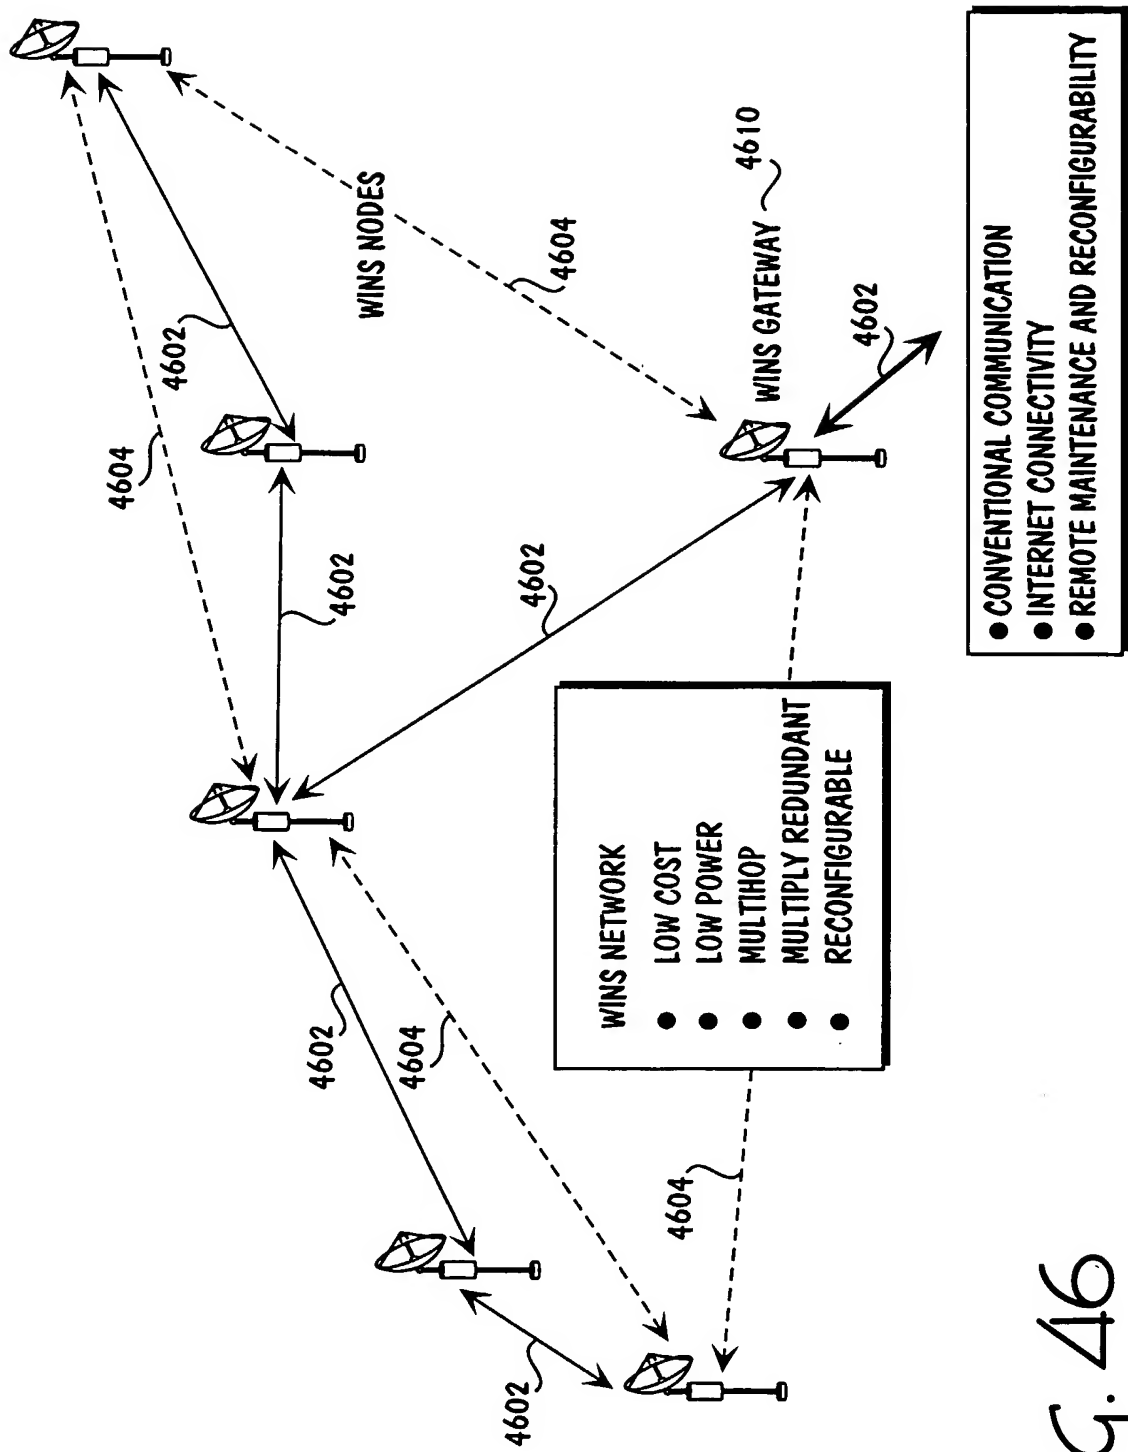 4604
4602
4602
4602
WINS NODES
4604
4602
4602
4604
WINS NETWORK
● LOW COST
● LOW POWER
● MULTIHOP
● MULTIPLY REDUNDANT
● RECONFIGURABLE
4604
WINS GATEWAY 4610
4602
● CONVENTIONAL COMMUNICATION
● INTERNET CONNECTIVITY
● REMOTE MAINTENANCE AND RECONFIGURABILITY
G. 46